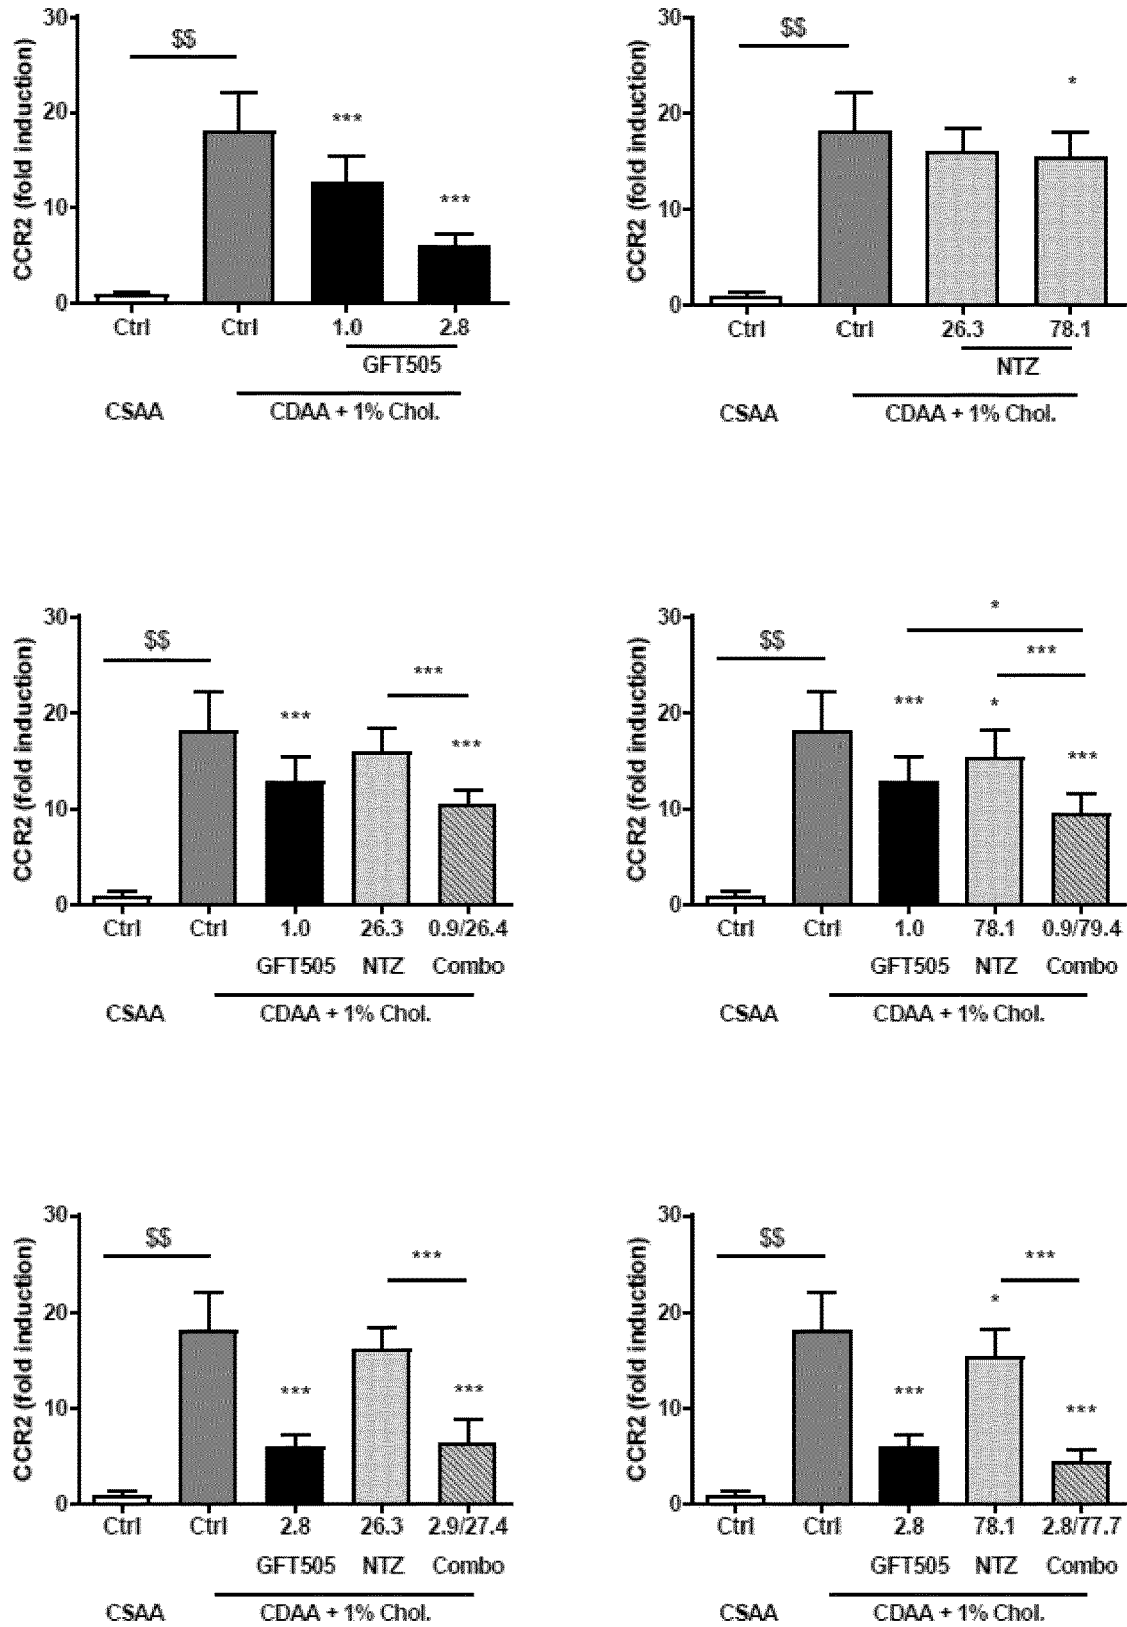 30
20
10
0
CCR2 (fold induction)
$$
***
***
Ctrl Ctrl 1.0 2.8
GFT505
CSAA CDAA + 1% Chol.
30
20
10
0
CCR2 (fold induction)
$$
*
Ctrl Ctrl 26.3 78.1
NTZ
CSAA CDAA + 1% Chol.
30
20
10
0
CCR2 (fold induction)
$$
***
***
***
Ctrl Ctrl 1.0 26.3 0.9/26.4
GFT505 NTZ Combo
CSAA CDAA + 1% Chol.
30
20
10
0
CCR2 (fold induction)
*
$$
***
***
*
***
Ctrl Ctrl 1.0 78.1 0.9/79.4
GFT505 NTZ Combo
CSAA CDAA + 1% Chol.
30
20
10
0
CCR2 (fold induction)
$$
***
***
***
Ctrl Ctrl 2.8 26.3 2.9/27.4
GFT505 NTZ Combo
CSAA CDAA + 1% Chol.
30
20
10
0
CCR2 (fold induction)
$$
***
*
***
***
Ctrl Ctrl 2.8 78.1 2.8/77.7
GFT505 NTZ Combo
CSAA CDAA + 1% Chol.